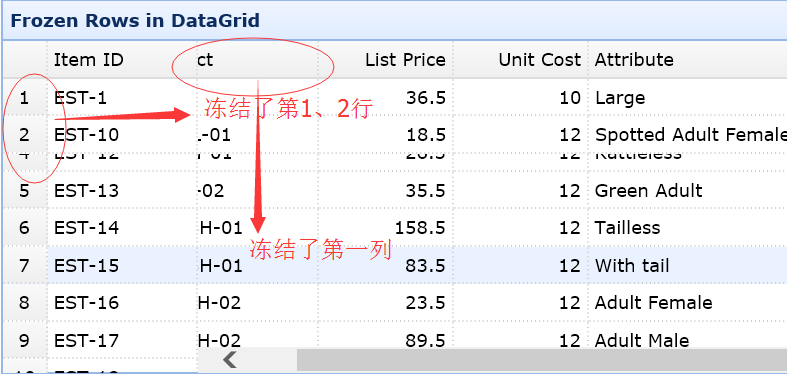 Frozen Rows in DataGrid
Item ID ct List Price Unit Cost Attribute
1 EST-1 36.5 10 Large
冻结了第1、2行
2 EST-10 -01 18.5 12 Spotted Adult Female
4 EST-12 -01 26.5 12 Rattleless
5 EST-13 -02 35.5 12 Green Adult
6 EST-14 H-01 158.5 12 Tailless
冻结了第一列
7 EST-15 H-01 83.5 12 With tail
8 EST-16 H-02 23.5 12 Adult Female
9 EST-17 H-02 89.5 12 Adult Male